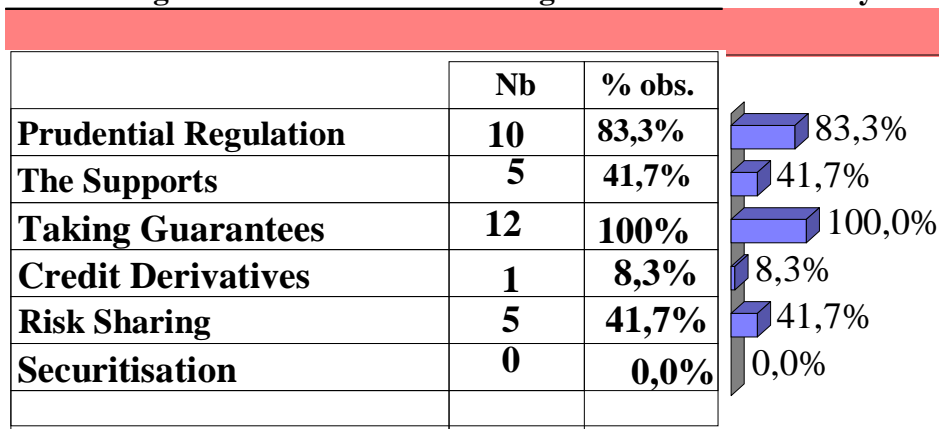 Nb % obs.
Prudential Regulation 10 83,3% 83,3%
The Supports 5 41,7% 41,7%
Taking Guarantees 12 100% 100,0%
Credit Derivatives 1 8,3% 8,3%
Risk Sharing 5 41,7% 41,7%
Securitisation 0 0,0% 0,0%